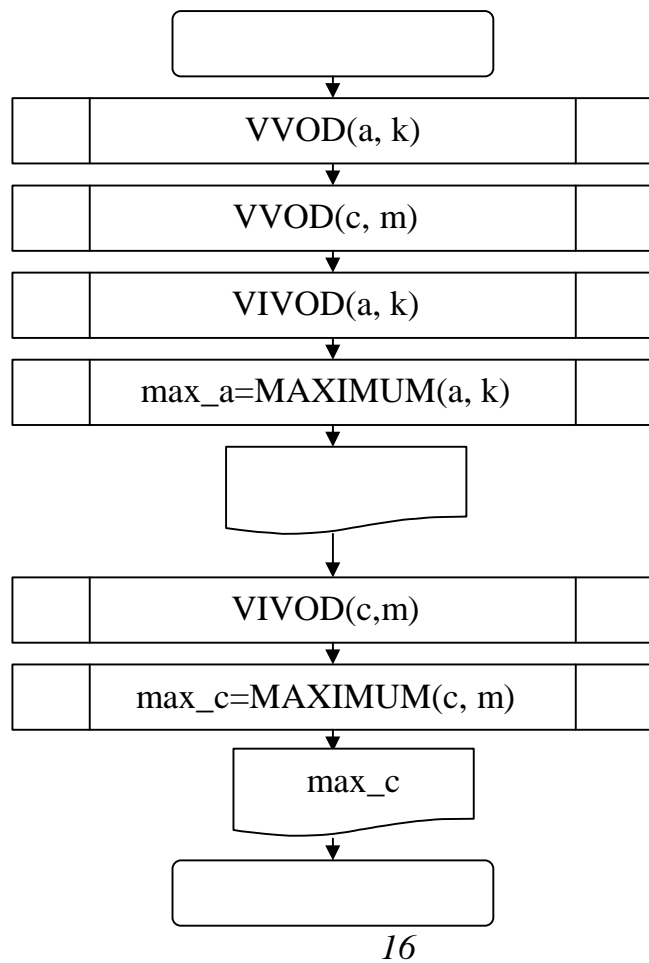 VVOD(a, k)
VVOD(c, m)
VIVOD(a, k)
max_a=MAXIMUM(a, k)
VIVOD(c,m)
max_c=MAXIMUM(c, m)
max_c
16